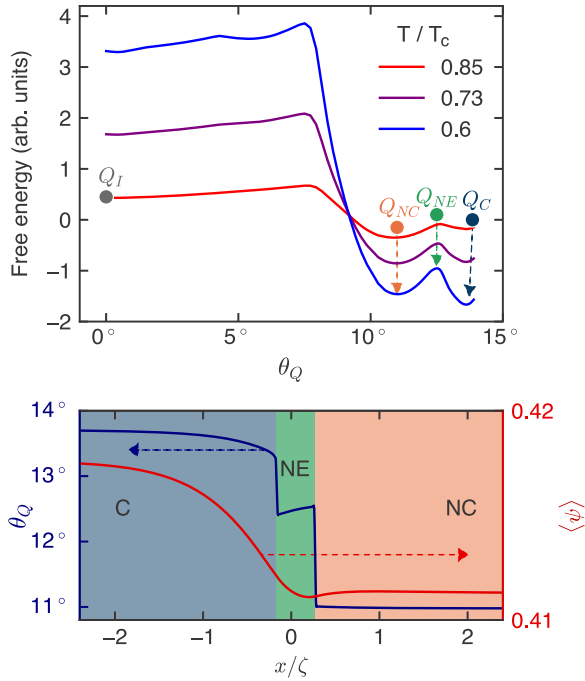 T / T_c
0.85
0.73
0.6
Free energy (arb. units)
4
3
2
1
0
−1
−2
Q_I
Q_NC
Q_NE
Q_C
0° 5° 10° 15°
θ_Q
14°
13°
12°
11°
θ_Q
C
NE
NC
0.42
0.41
⟨ψ⟩
−2 −1 0 1 2
x/ζ